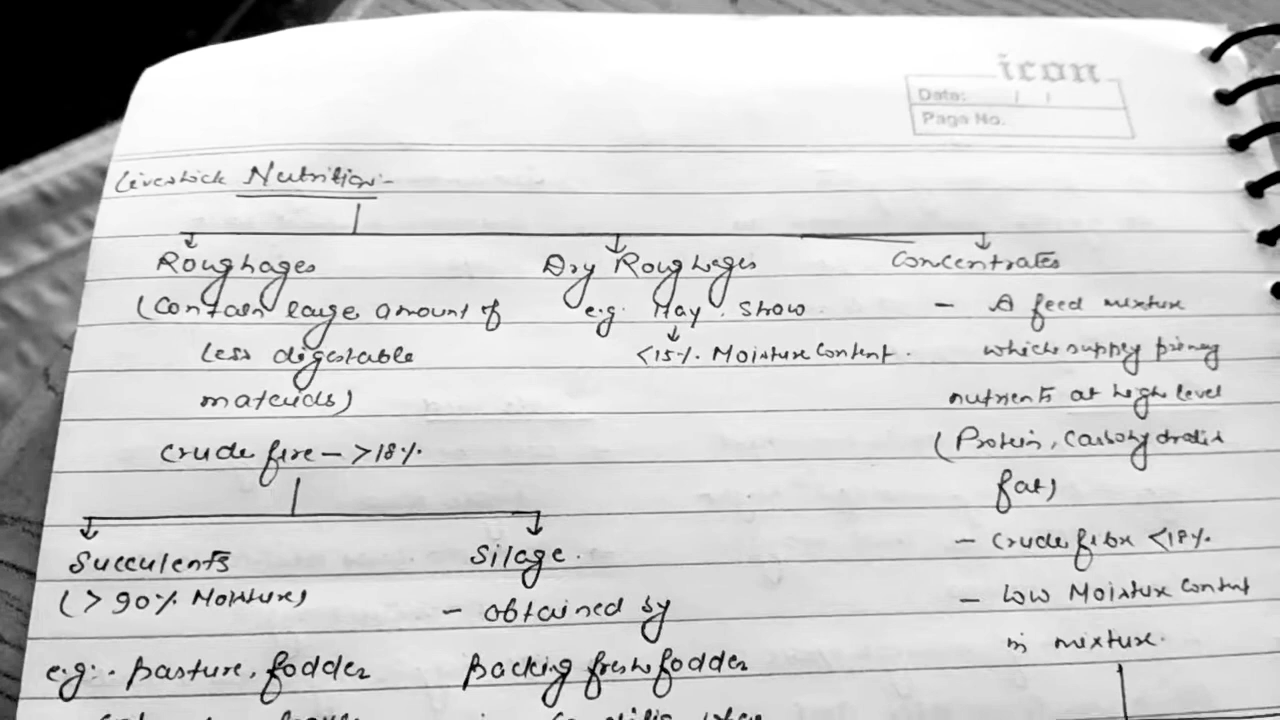 icon
Date: / /
Page No.
Livestock Nutrition:-
Roughages
(Contain large amount of
less digestable
materials)
Crude fire - >18%.
Succulents
(> 90% Moisture)
e.g:. Pasture, fodder
Silage.
- obtained by
Packing fresh fodder
Dry Roughages
e.g. Hay, Straw
<15%. Moisture Content.
Concentrates
- A feed mixture
which supply primary
nutrients at high level
(Protein, Carbohydrates
fat)
- Crude fibre <18%.
- Low Moisture Content
in mixture.